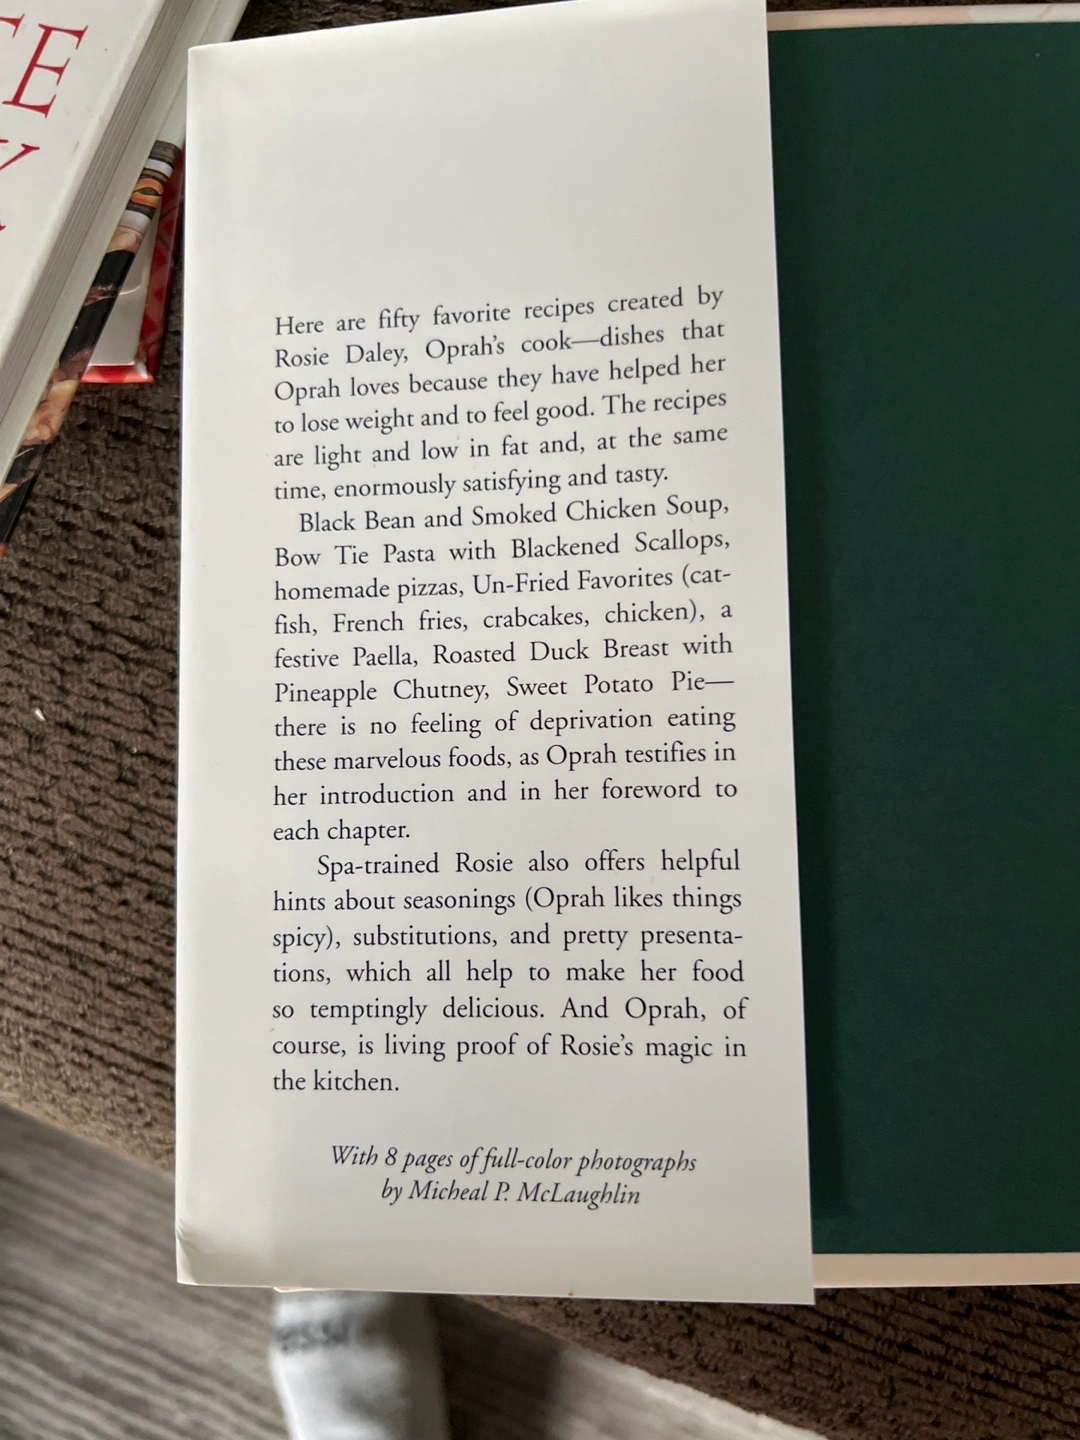 Here are fifty favorite recipes created by
Rosie Daley, Oprah's cook—dishes that
Oprah loves because they have helped her
to lose weight and to feel good. The recipes
are light and low in fat and, at the same
time, enormously satisfying and tasty.
Black Bean and Smoked Chicken Soup,
Bow Tie Pasta with Blackened Scallops,
homemade pizzas, Un-Fried Favorites (cat-
fish, French fries, crabcakes, chicken), a
festive Paella, Roasted Duck Breast with
Pineapple Chutney, Sweet Potato Pie—
there is no feeling of deprivation eating
these marvelous foods, as Oprah testifies in
her introduction and in her foreword to
each chapter.
Spa-trained Rosie also offers helpful
hints about seasonings (Oprah likes things
spicy), substitutions, and pretty presenta-
tions, which all help to make her food
so temptingly delicious. And Oprah, of
course, is living proof of Rosie's magic in
the kitchen.
With 8 pages of full-color photographs
by Micheal P. McLaughlin